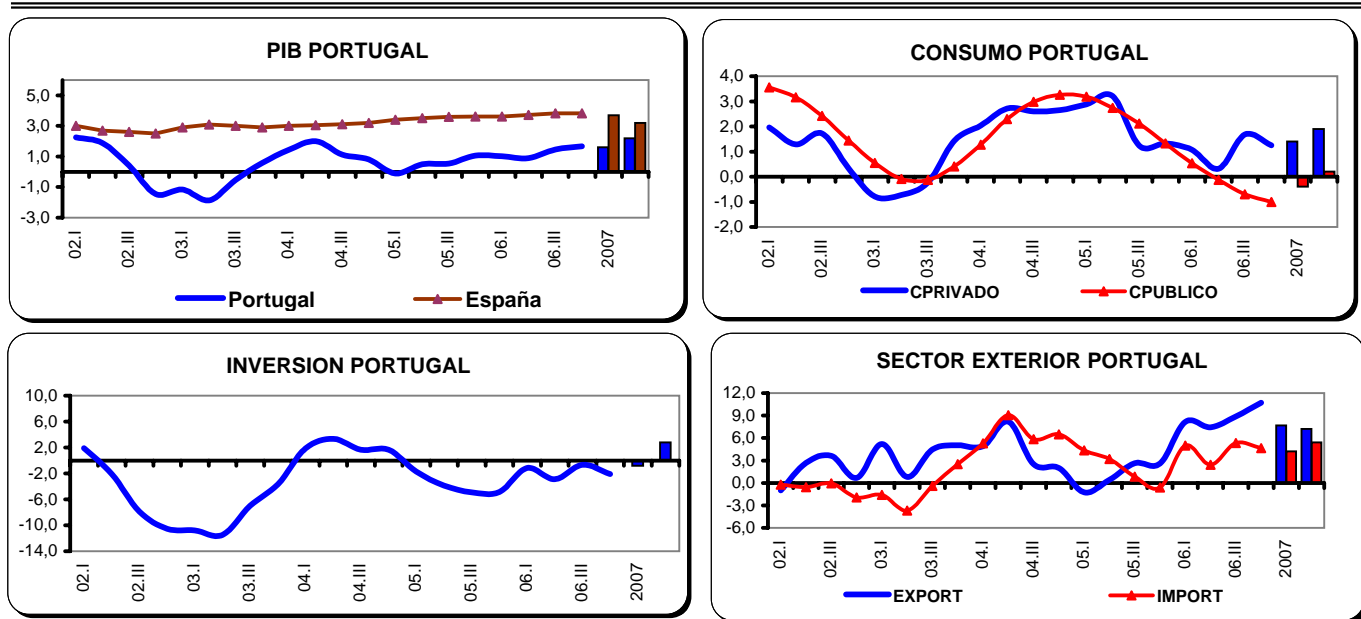 PIB PORTUGAL
5,0
3,0
1,0
-1,0
-3,0
02.I
02.III
03.I
03.III
04.I
04.III
05.I
05.III
06.I
06.III
2007
Portugal
España
CONSUMO PORTUGAL
4,0
3,0
2,0
1,0
0,0
-1,0
-2,0
02.I
02.III
03.I
03.III
04.I
04.III
05.I
05.III
06.I
06.III
2007
CPRIVADO
CPUBLICO
INVERSION PORTUGAL
10,0
6,0
2,0
-2,0
-6,0
-10,0
-14,0
02.I
02.III
03.I
03.III
04.I
04.III
05.I
05.III
06.I
06.III
2007
SECTOR EXTERIOR PORTUGAL
12,0
9,0
6,0
3,0
0,0
-3,0
-6,0
02.I
02.III
03.I
03.III
04.I
04.III
05.I
05.III
06.I
06.III
2007
EXPORT
IMPORT